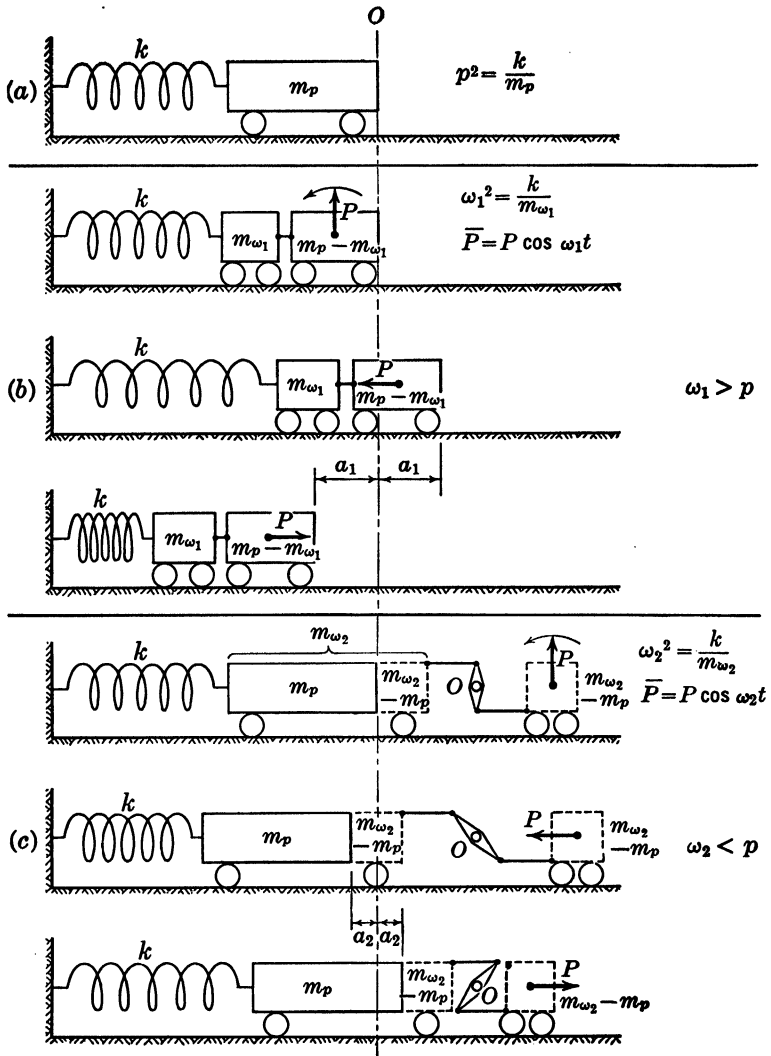 O
k
(a)
m_p
p² = k/m_p
k
m_ω₁
P
m_p − m_ω₁
ω₁² = k/m_ω₁
P̅ = P cos ω₁t
k
(b)
m_ω₁
P
m_p − m_ω₁
ω₁ > p
a₁
a₁
k
m_ω₁
P
m_p − m_ω₁
m_ω₂
k
m_p
m_ω₂
−m_p
O
P
m_ω₂
−m_p
ω₂² = k/m_ω₂
P̅ = P cos ω₂t
k
(c)
m_p
m_ω₂
−m_p
O
P
m_ω₂
−m_p
ω₂ < p
a₂
a₂
k
m_p
m_ω₂
−m_p
O
P
m_ω₂−m_p